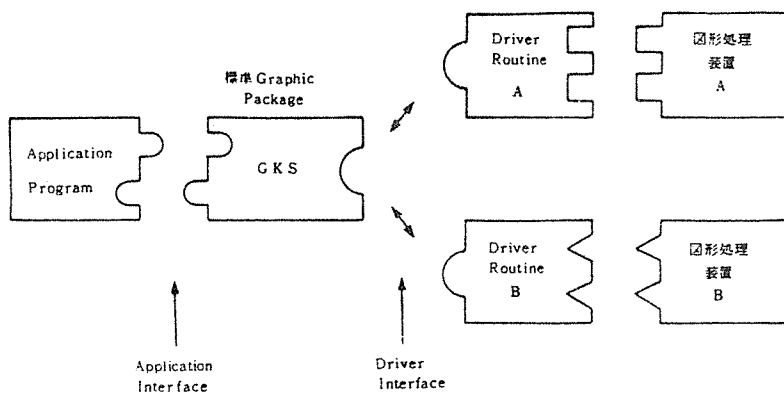 標準 Graphic
Package
Application
Program
GKS
Driver
Routine
A
図形処理
装置
A
Driver
Routine
B
図形処理
装置
B
Application
Interface
Driver
Interface